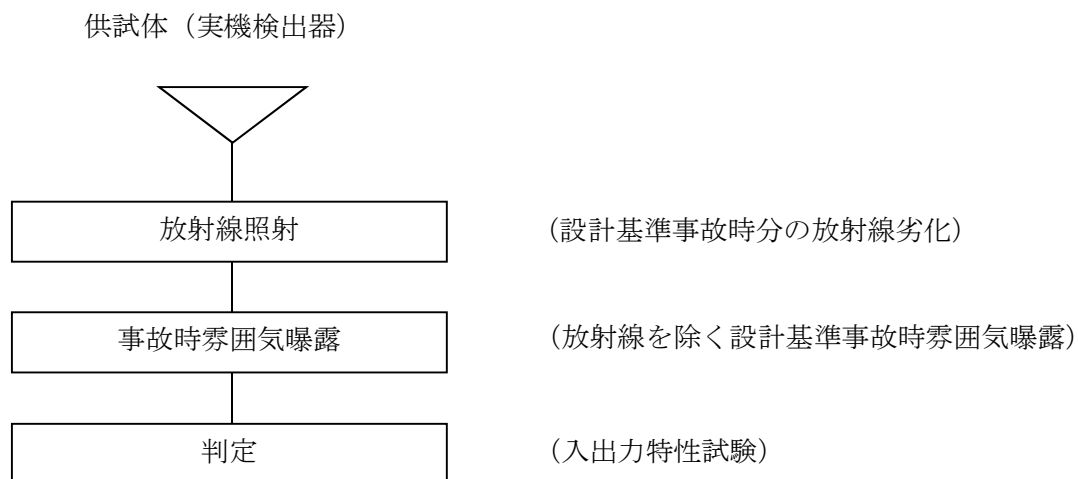 供試体（実機検出器）
放射線照射　（設計基準事故時分の放射線劣化）
事故時雰囲気曝露　（放射線を除く設計基準事故時雰囲気曝露）
判定　（入出力特性試験）